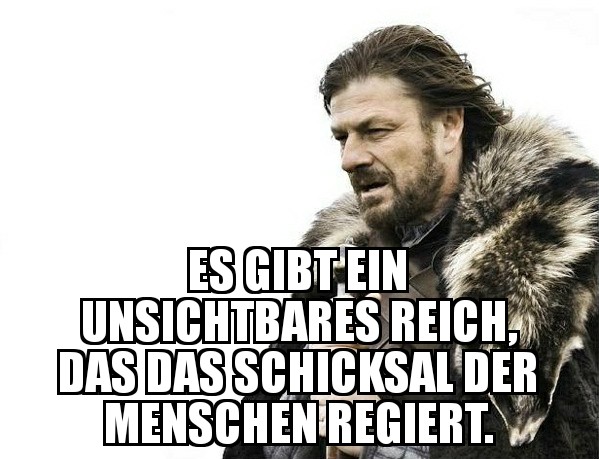 ES GIBT EIN
UNSICHTBARES REICH,
DAS DAS SCHICKSAL DER
MENSCHEN REGIERT.